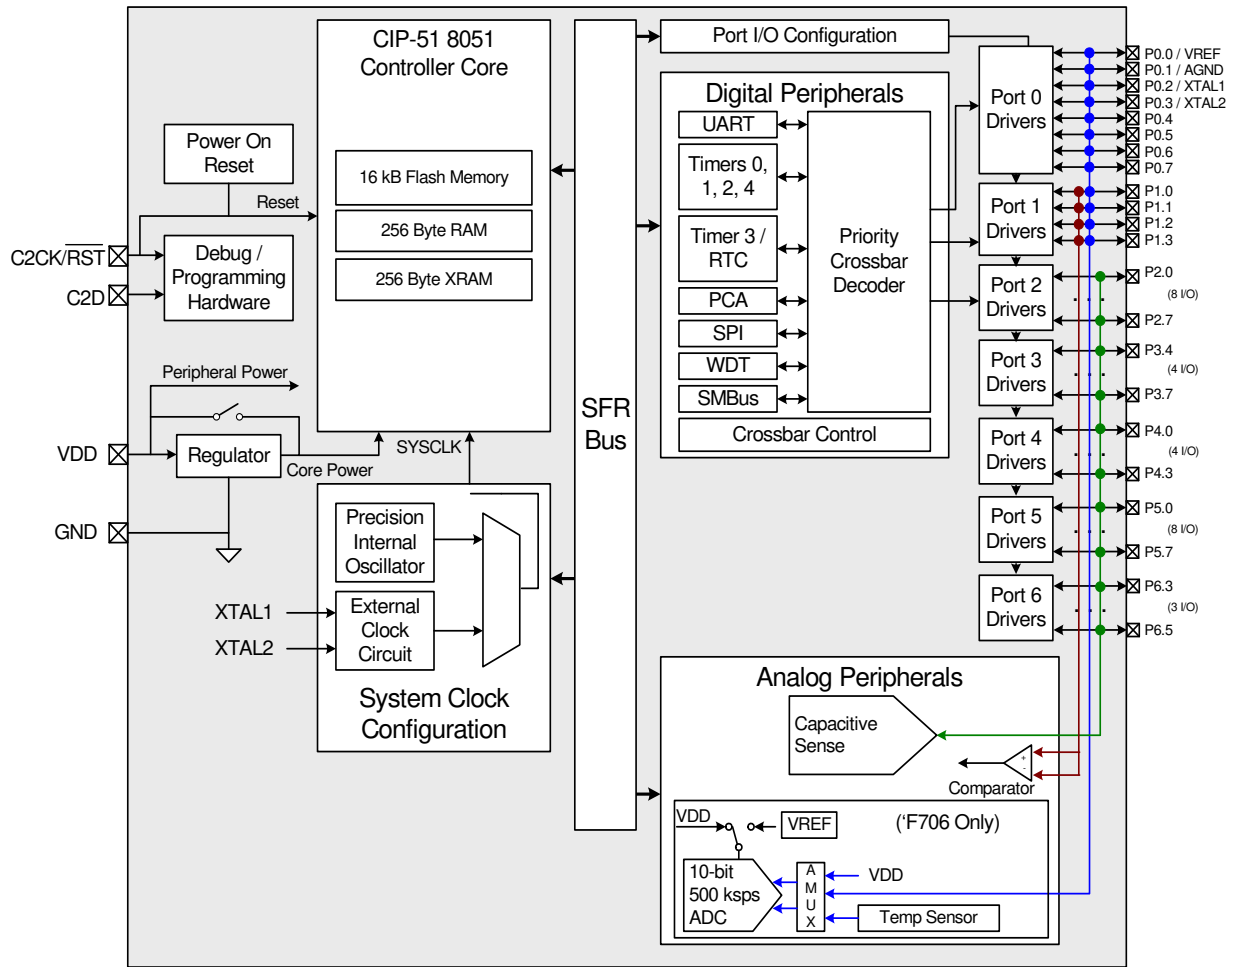 CIP-51 8051
Controller Core
16 kB Flash Memory
256 Byte RAM
256 Byte XRAM
Power On
Reset
Reset
C2CK/RST
Debug /
Programming
Hardware
C2D
Peripheral Power
VDD
Regulator
Core Power
SYSCLK
GND
Precision
Internal
Oscillator
XTAL1
XTAL2
External
Clock
Circuit
System Clock
Configuration
SFR
Bus
Port I/O Configuration
Digital Peripherals
UART
Timers 0,
1, 2, 4
Timer 3 /
RTC
PCA
SPI
WDT
SMBus
Priority
Crossbar
Decoder
Crossbar Control
Port 0
Drivers
Port 1
Drivers
Port 2
Drivers
Port 3
Drivers
Port 4
Drivers
Port 5
Drivers
Port 6
Drivers
P0.0 / VREF
P0.1 / AGND
P0.2 / XTAL1
P0.3 / XTAL2
P0.4
P0.5
P0.6
P0.7
P1.0
P1.1
P1.2
P1.3
P2.0
(8 I/O)
P2.7
P3.4
(4 I/O)
P3.7
P4.0
(4 I/O)
P4.3
P5.0
(8 I/O)
P5.7
P6.3
(3 I/O)
P6.5
Analog Peripherals
Capacitive
Sense
+
-
Comparator
VDD
VREF
('F706 Only)
10-bit
500 ksps
ADC
A
M
U
X
VDD
Temp Sensor